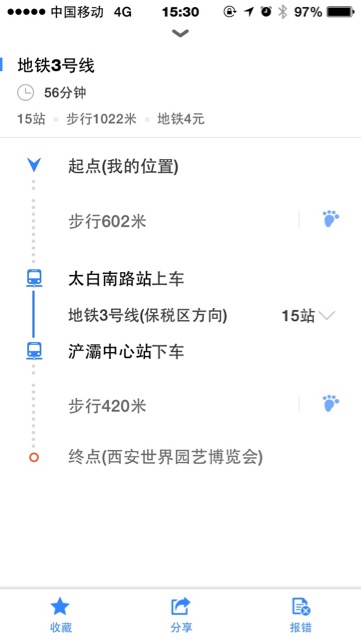 中国移动 4G 15:30 97%
地铁3号线
56分钟
15站 步行1022米 地铁4元
起点(我的位置)
步行602米
太白南路站上车
地铁3号线(保税区方向) 15站
浐灞中心站下车
步行420米
终点(西安世界园艺博览会)
收藏 分享 报错